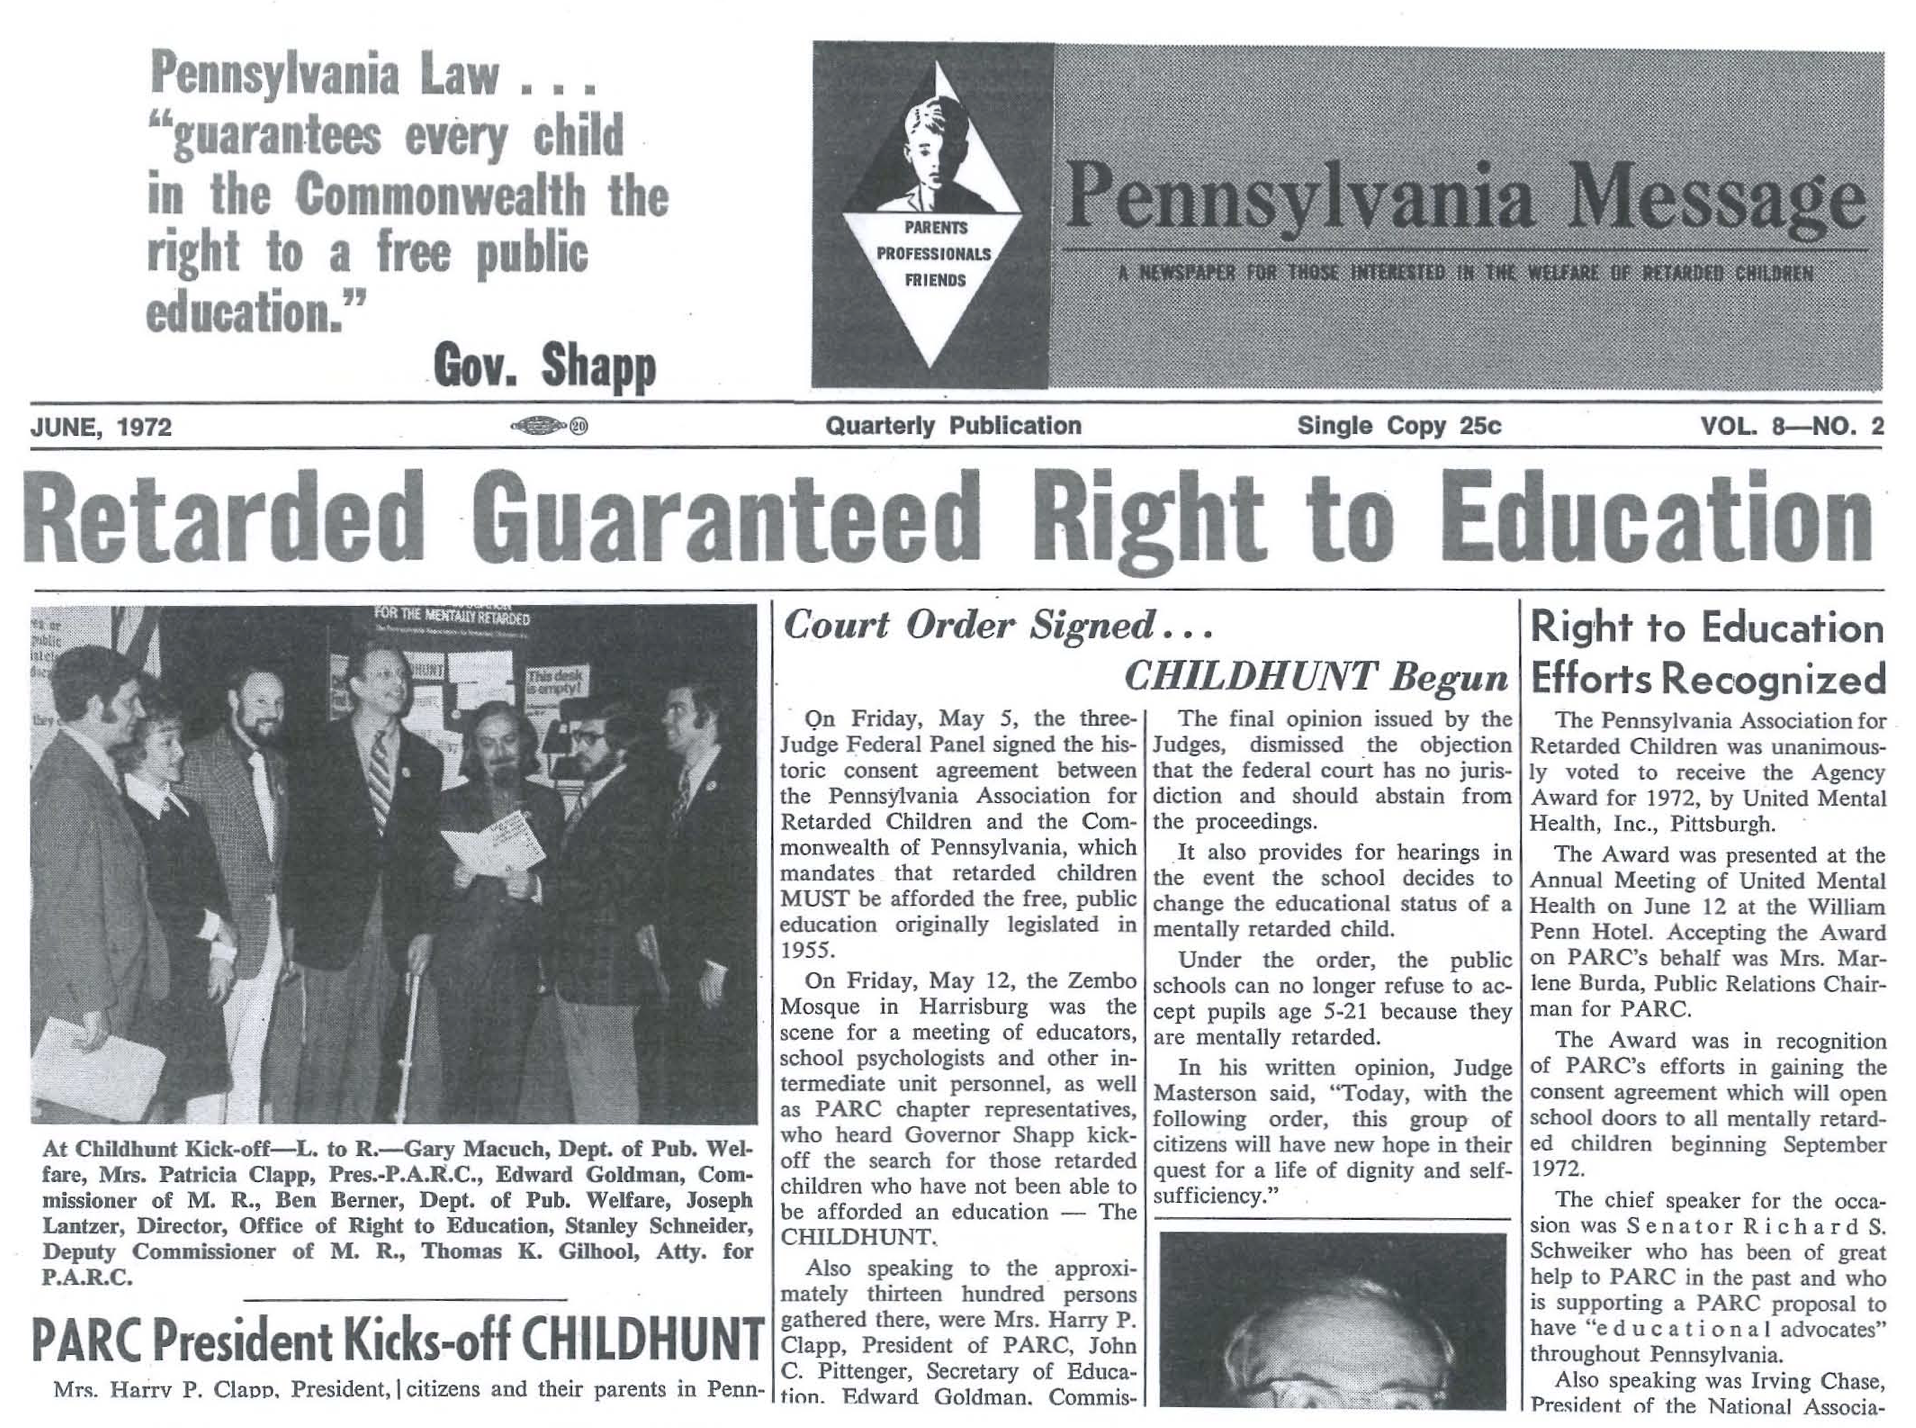 Pennsylvania Law . . .
“guarantees every child
in the Commonwealth the
right to a free public
education.”
Gov. Shapp
PARENTS
PROFESSIONALS
FRIENDS
Pennsylvania Message
A NEWSPAPER FOR THOSE INTERESTED IN THE WELFARE OF RETARDED CHILDREN
JUNE, 1972
20
Quarterly Publication
Single Copy 25c
VOL. 8—NO. 2
Retarded Guaranteed Right to Education
FOR THE MENTALLY RETARDED
public
they
This desk
is empty!
At Childhunt Kick-off—L. to R.—Gary Macuch, Dept. of Pub. Wel-
fare, Mrs. Patricia Clapp, Pres.-P.A.R.C., Edward Goldman, Com-
missioner of M. R., Ben Berner, Dept. of Pub. Welfare, Joseph
Lantzer, Director, Office of Right to Education, Stanley Schneider,
Deputy Commissioner of M. R., Thomas K. Gilhool, Atty. for
P.A.R.C.
PARC President Kicks-off CHILDHUNT
Mrs. Harry P. Clapp, President,
citizens and their parents in Penn-
Court Order Signed . . .
CHILDHUNT Begun
On Friday, May 5, the three-
Judge Federal Panel signed the his-
toric consent agreement between
the Pennsylvania Association for
Retarded Children and the Com-
monwealth of Pennsylvania, which
mandates that retarded children
MUST be afforded the free, public
education originally legislated in
1955.
On Friday, May 12, the Zembo
Mosque in Harrisburg was the
scene for a meeting of educators,
school psychologists and other in-
termediate unit personnel, as well
as PARC chapter representatives,
who heard Governor Shapp kick-
off the search for those retarded
children who have not been able to
be afforded an education — The
CHILDHUNT.
Also speaking to the approxi-
mately thirteen hundred persons
gathered there, were Mrs. Harry P.
Clapp, President of PARC, John
C. Pittenger, Secretary of Educa-
tion, Edward Goldman, Commis-
The final opinion issued by the
Judges, dismissed the objection
that the federal court has no juris-
diction and should abstain from
the proceedings.
It also provides for hearings in
the event the school decides to
change the educational status of a
mentally retarded child.
Under the order, the public
schools can no longer refuse to ac-
cept pupils age 5-21 because they
are mentally retarded.
In his written opinion, Judge
Masterson said, “Today, with the
following order, this group of
citizens will have new hope in their
quest for a life of dignity and self-
sufficiency.”
Right to Education
Efforts Recognized
The Pennsylvania Association for
Retarded Children was unanimous-
ly voted to receive the Agency
Award for 1972, by United Mental
Health, Inc., Pittsburgh.
The Award was presented at the
Annual Meeting of United Mental
Health on June 12 at the William
Penn Hotel. Accepting the Award
on PARC’s behalf was Mrs. Mar-
lene Burda, Public Relations Chair-
man for PARC.
The Award was in recognition
of PARC’s efforts in gaining the
consent agreement which will open
school doors to all mentally retard-
ed children beginning September
1972.
The chief speaker for the occa-
sion was Senator Richard S.
Schweiker who has been of great
help to PARC in the past and who
is supporting a PARC proposal to
have “educational advocates”
throughout Pennsylvania.
Also speaking was Irving Chase,
President of the National Associa-